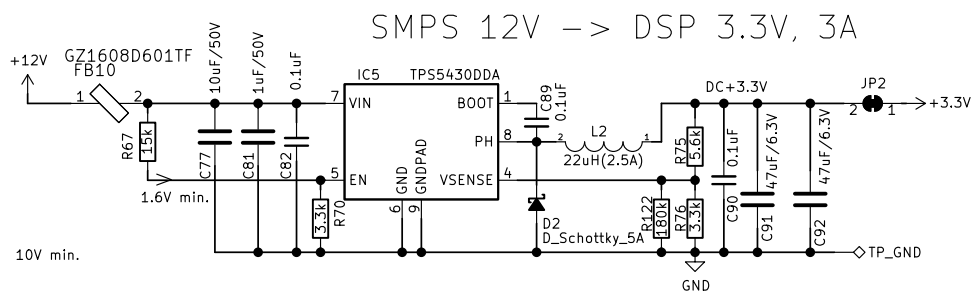 SMPS 12V -> DSP 3.3V, 3A
+12V
GZ1608D601TF
FB10
1
2
10uF/50V
1uF/50V
0.1uF
R67
15k
C77
C81
C82
1.6V min.
10V min.
IC5
TPS5430DDA
7
VIN
BOOT
1
PH
8
5
EN
GND
GNDPAD
VSENSE
4
6
9
3.3k
R70
C89
0.1uF
2
L2
1
22uH(2.5A)
D2
D_Schottky_5A
R75
5.6k
R122
180k
R76
3.3k
DC+3.3V
0.1uF
C90
47uF/6.3V
C91
47uF/6.3V
C92
JP2
2
1
+3.3V
TP_GND
GND